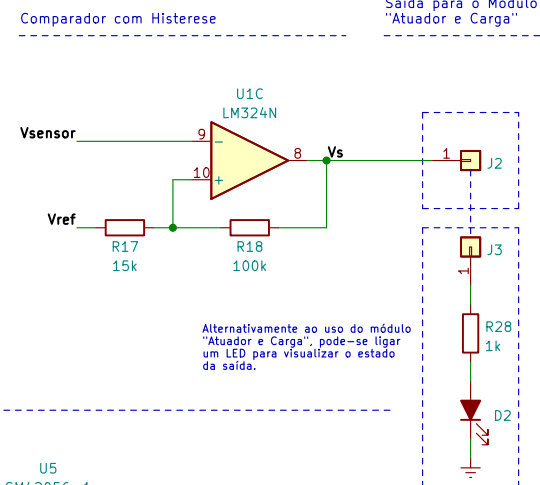 Saída para o Módulo
Comparador com Histerese
"Atuador e Carga"
U1C
LM324N
Vsensor
9
8
Vs
1
J2
10
Vref
R17
15k
R18
100k
J3
1
Alternativamente ao uso do módulo
"Atuador e Carga", pode-se ligar
um LED para visualizar o estado
da saída.
R28
1k
D2
U5